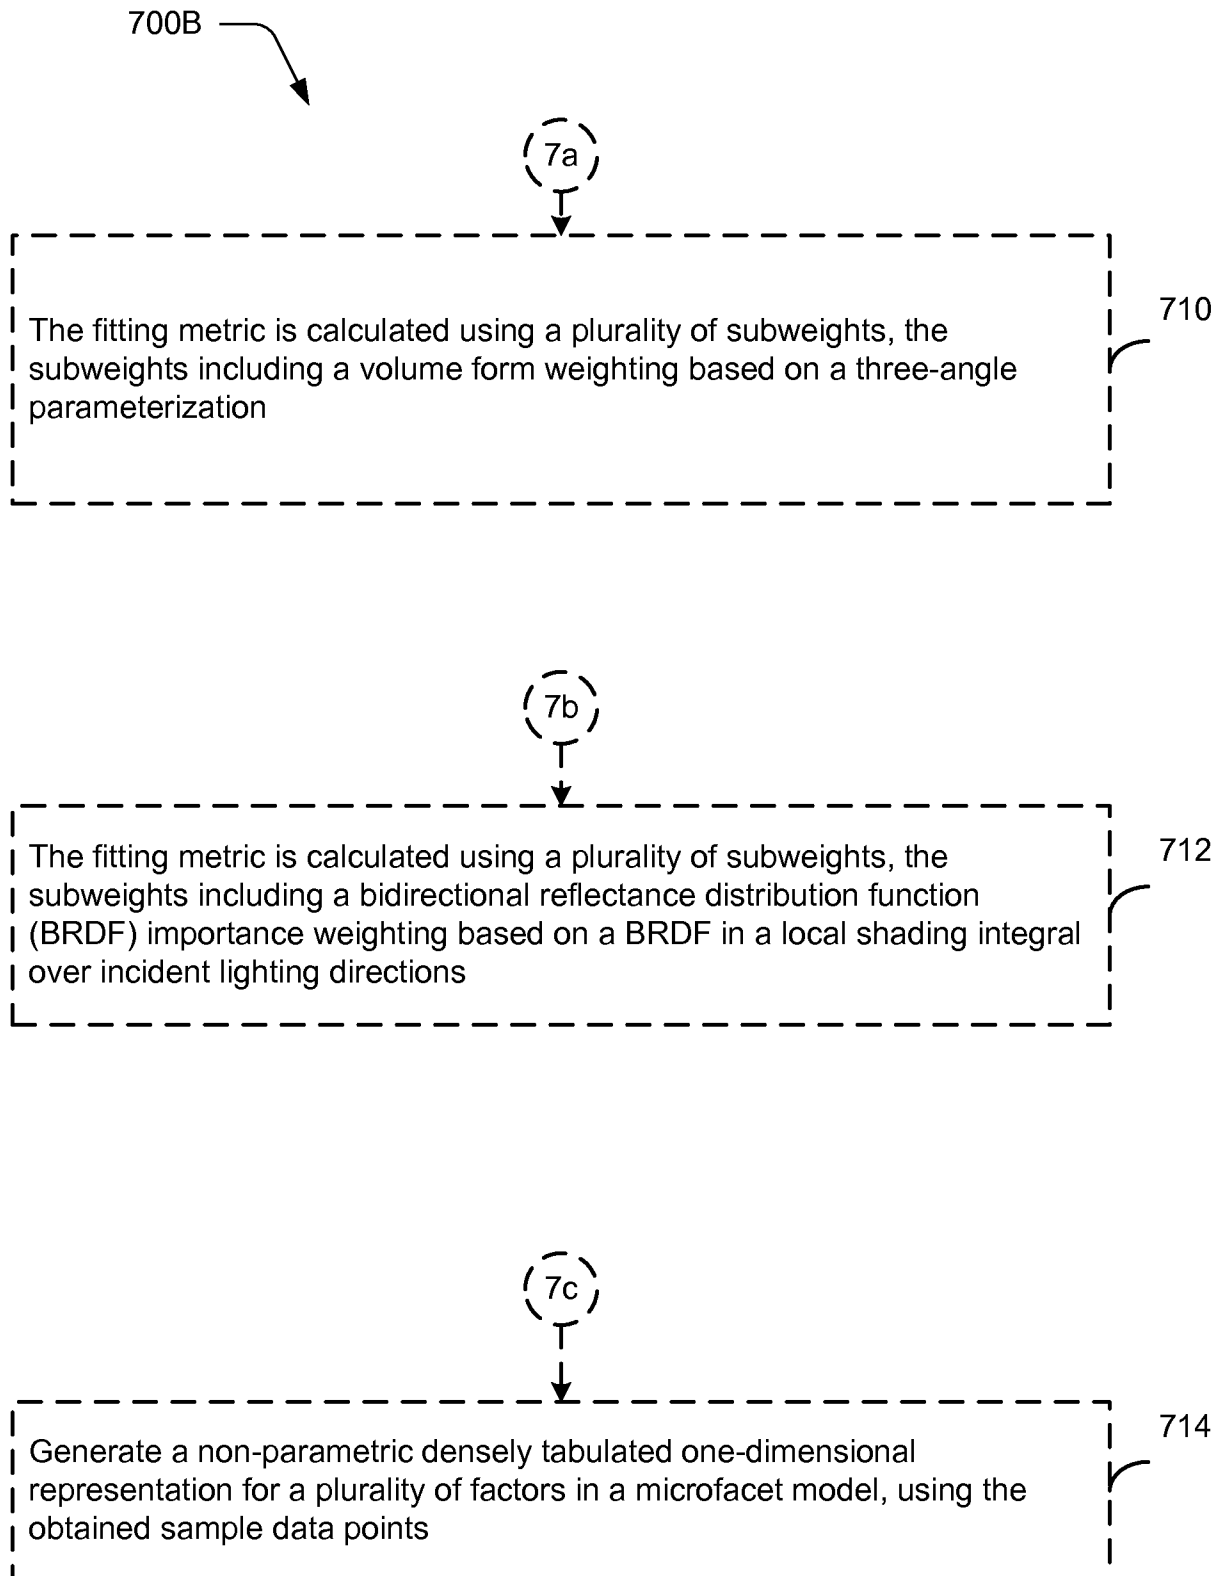 700B
7a
The fitting metric is calculated using a plurality of subweights, the
subweights including a volume form weighting based on a three-angle
parameterization
710
7b
The fitting metric is calculated using a plurality of subweights, the
subweights including a bidirectional reflectance distribution function
(BRDF) importance weighting based on a BRDF in a local shading integral
over incident lighting directions
712
7c
Generate a non-parametric densely tabulated one-dimensional
representation for a plurality of factors in a microfacet model, using the
obtained sample data points
714